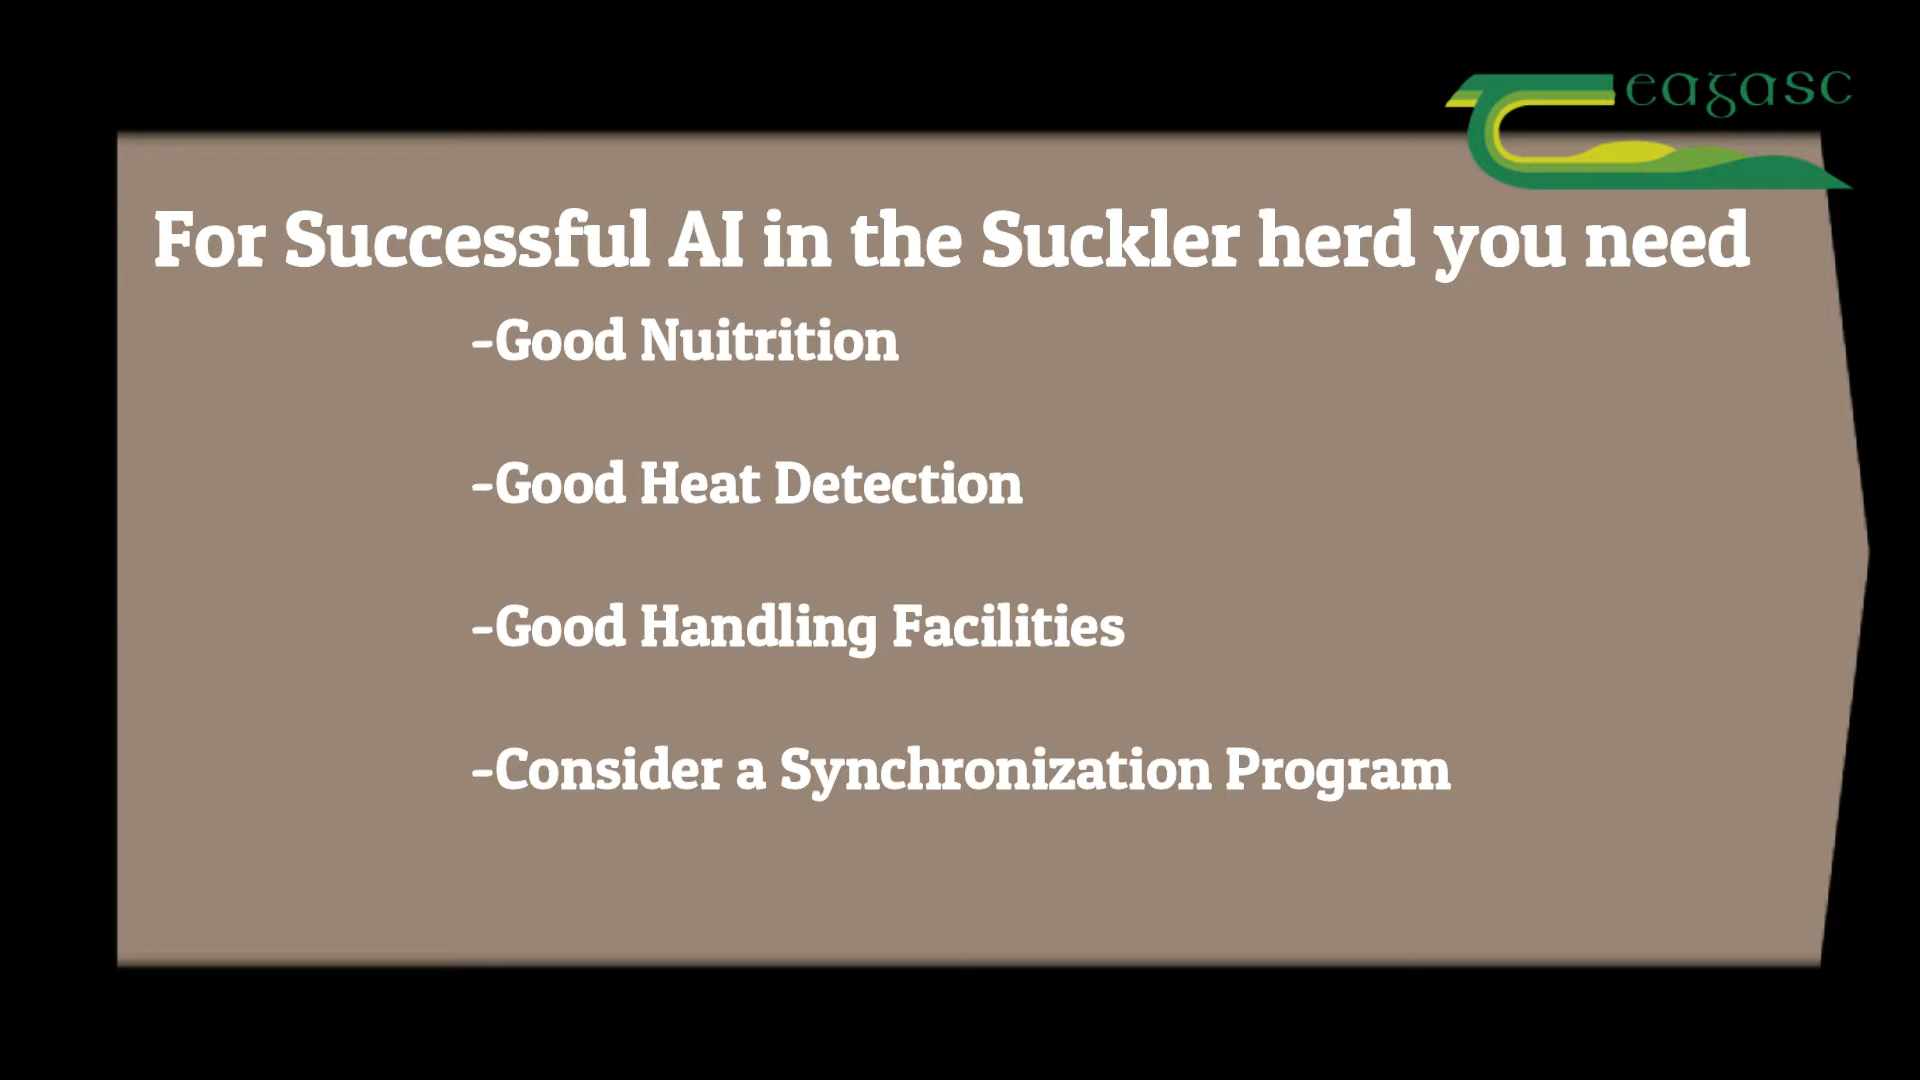 Teagasc
For Successful AI in the Suckler herd you need
-Good Nuitrition
-Good Heat Detection
-Good Handling Facilities
-Consider a Synchronization Program